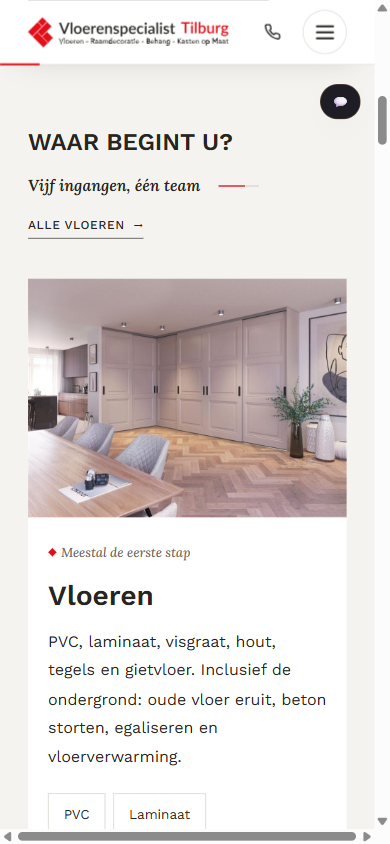 Vloerenspecialist Tilburg
Vloeren - Raamdecoratie - Behang - Kasten op Maat
WAAR BEGINT U?
Vijf ingangen, één team
ALLE VLOEREN →
Meestal de eerste stap
Vloeren
PVC, laminaat, visgraat, hout,
tegels en gietvloer. Inclusief de
ondergrond: oude vloer eruit, beton
storten, egaliseren en
vloerverwarming.
PVC
Laminaat